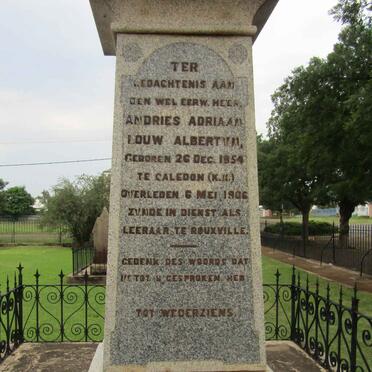 TER
GEDACHTENIS AAN
DEN WEL EERW. HEER
ANDRIES ADRIAAN
LOUW ALBERTYN,
GEBOREN 26 DEC. 1854
TE CALEDON (K.K.)
OVERLEDEN 6 MEI 1906
ZYNDE IN DIENST ALS
LEERAAR TE ROUXVILLE.
GEDENK DES WOORDS DAT
IK TOT U GESPROKEN HEB
TOT WEDERZIENS.